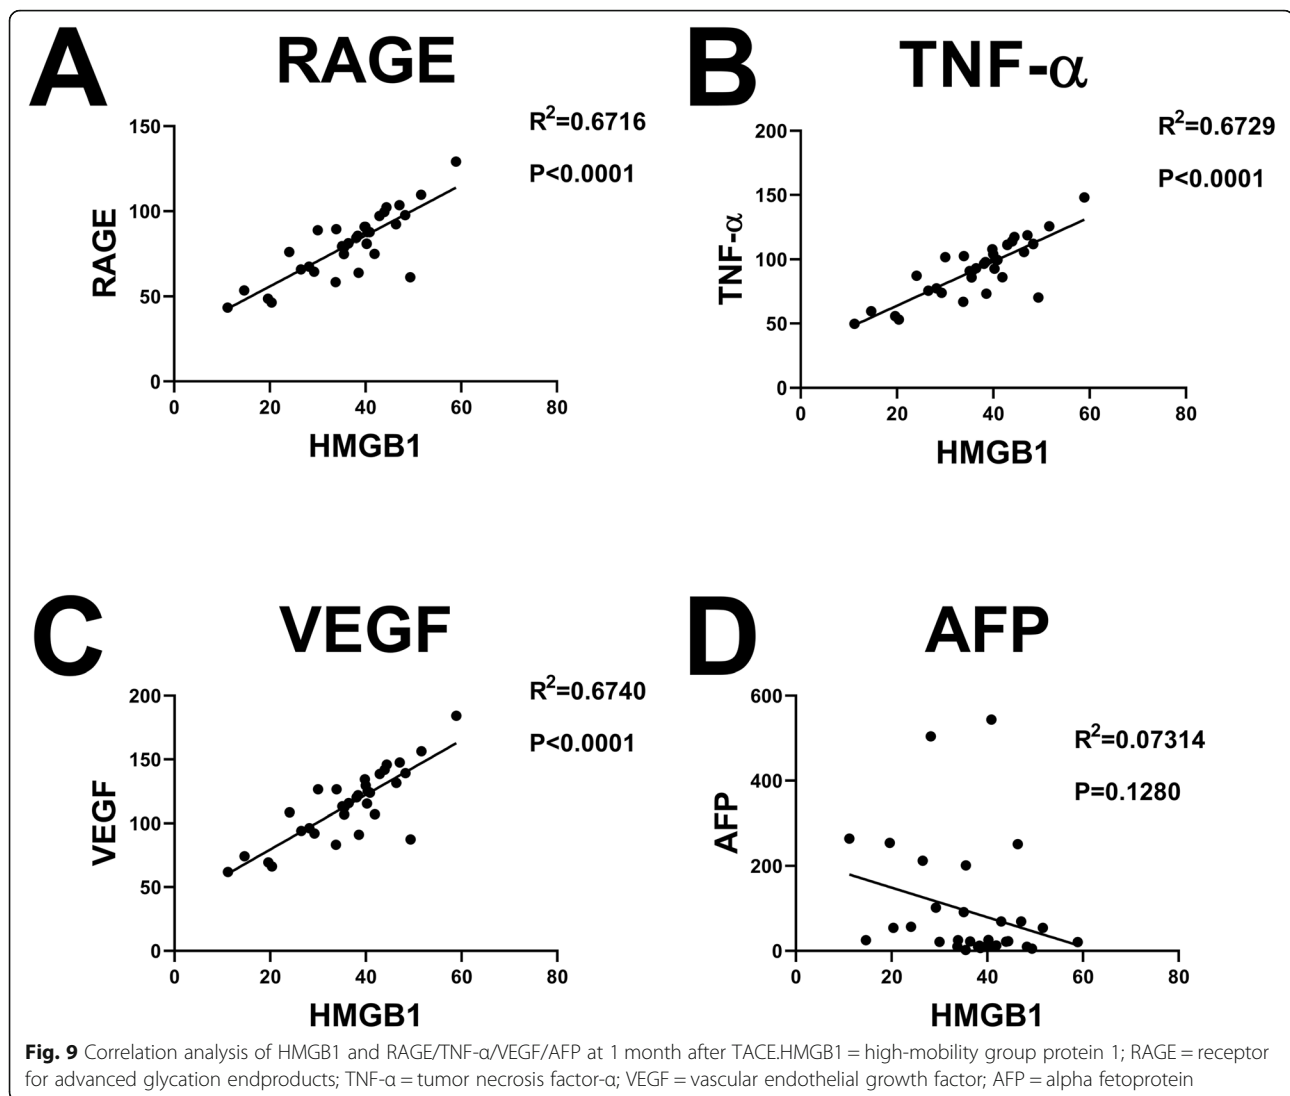 A
RAGE
R²=0.6716
P<0.0001
150
100
50
0
RAGE
0 20 40 60 80
HMGB1
B
TNF-α
R²=0.6729
P<0.0001
200
150
100
50
0
TNF-α
0 20 40 60 80
HMGB1
C
VEGF
R²=0.6740
P<0.0001
200
150
100
50
0
VEGF
0 20 40 60 80
HMGB1
D
AFP
R²=0.07314
P=0.1280
600
400
200
0
AFP
0 20 40 60 80
HMGB1
Fig. 9 Correlation analysis of HMGB1 and RAGE/TNF-α/VEGF/AFP at 1 month after TACE.HMGB1 = high-mobility group protein 1; RAGE = receptor
for advanced glycation endproducts; TNF-α = tumor necrosis factor-α; VEGF = vascular endothelial growth factor; AFP = alpha fetoprotein